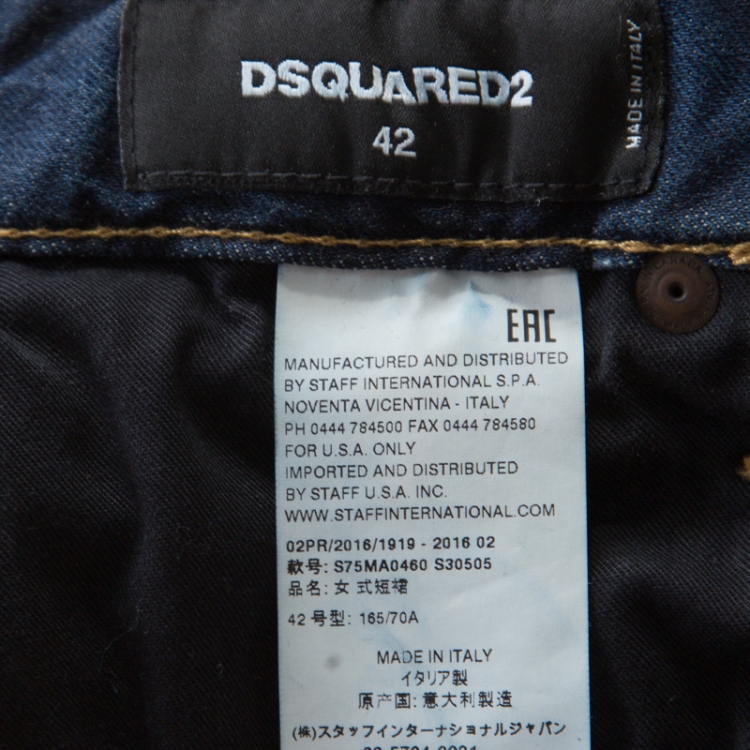 DSQUARED2
42
MADE IN ITALY
EAC
MANUFACTURED AND DISTRIBUTED
BY STAFF INTERNATIONAL S.P.A.
NOVENTA VICENTINA - ITALY
PH 0444 784500 FAX 0444 784580
FOR U.S.A. ONLY
IMPORTED AND DISTRIBUTED
BY STAFF U.S.A. INC.
WWW.STAFFINTERNATIONAL.COM
02PR/2016/1919 - 2016 02
款号: S75MA0460 S30505
品名: 女 式短裙
42 号型: 165/70A
MADE IN ITALY
イタリア製
原产国: 意大利製造
(株)スタッフインターナショナルジャパン